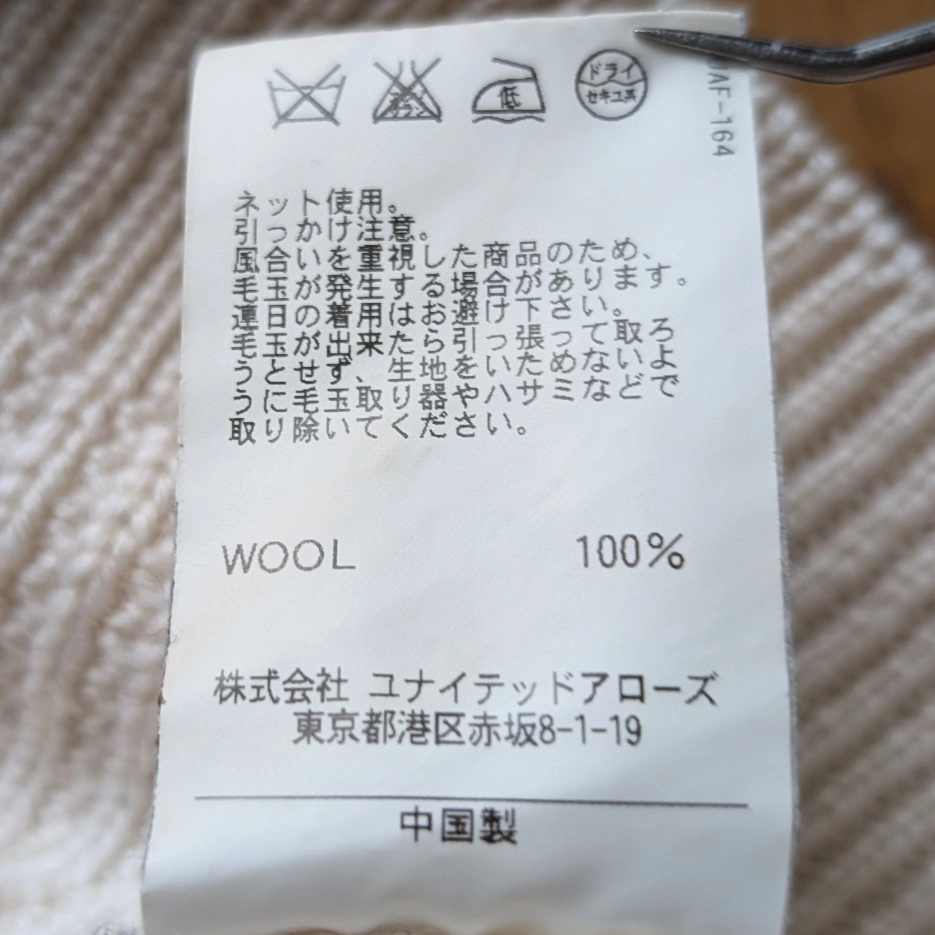 低
ドライ
セキユ系
AF-164
ネット使用。
引っかけ注意。
風合いを重視した商品のため、
毛玉が発生する場合があります。
連日の着用はお避け下さい。
毛玉が出来たら引っ張って取ろ
うとせず、生地をいためないよ
うに毛玉取り器やハサミなどで
取り除いてください。
WOOL 100%
株式会社 ユナイテッドアローズ
東京都港区赤坂8-1-19
中国製